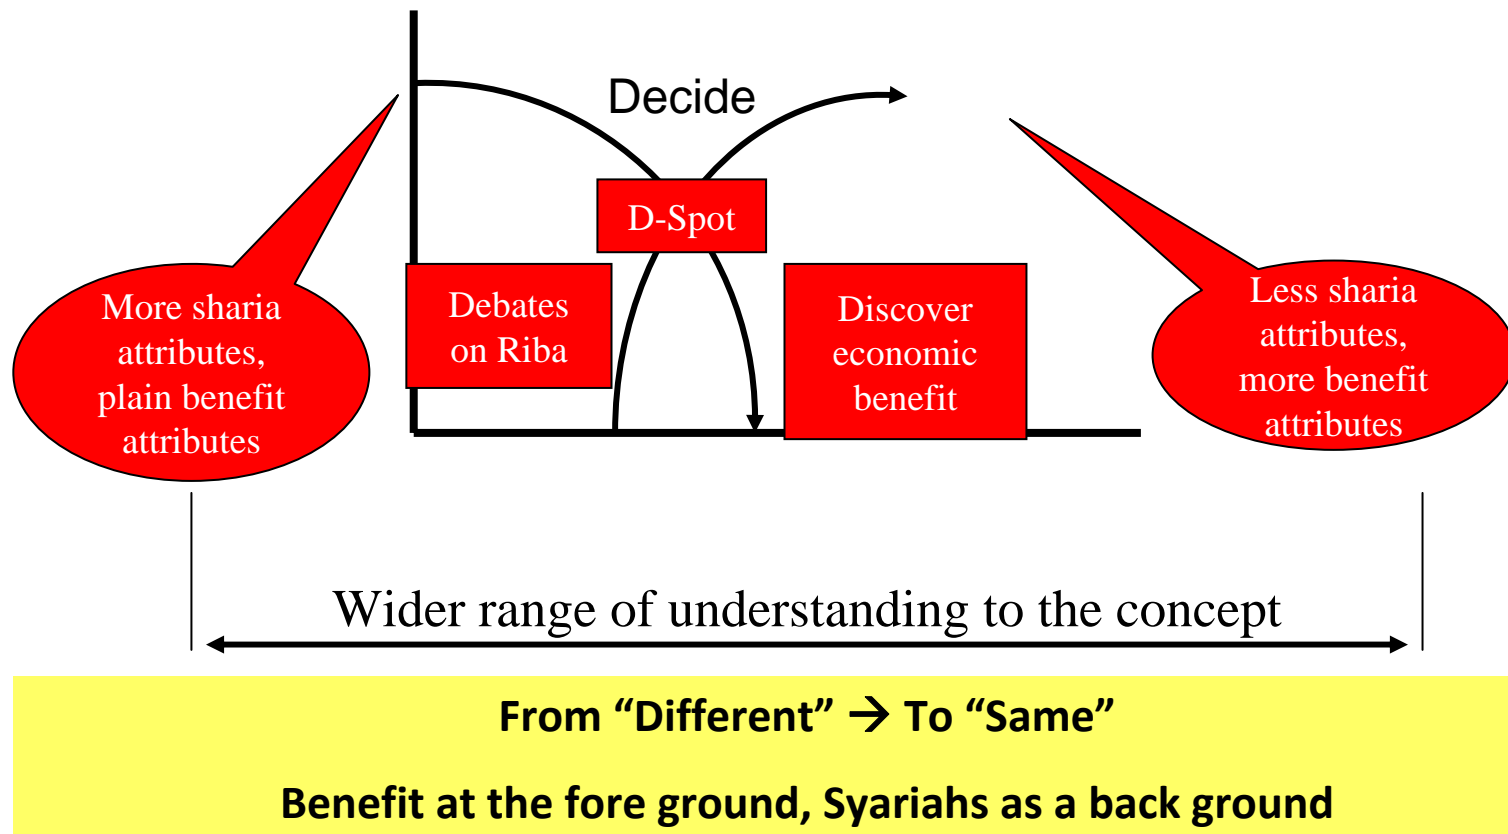 Decide
D-Spot
More sharia
attributes,
plain benefit
attributes
Debates
on Riba
Discover
economic
benefit
Less sharia
attributes,
more benefit
attributes
Wider range of understanding to the concept
From “Different” → To “Same”
Benefit at the fore ground, Syariahs as a back ground